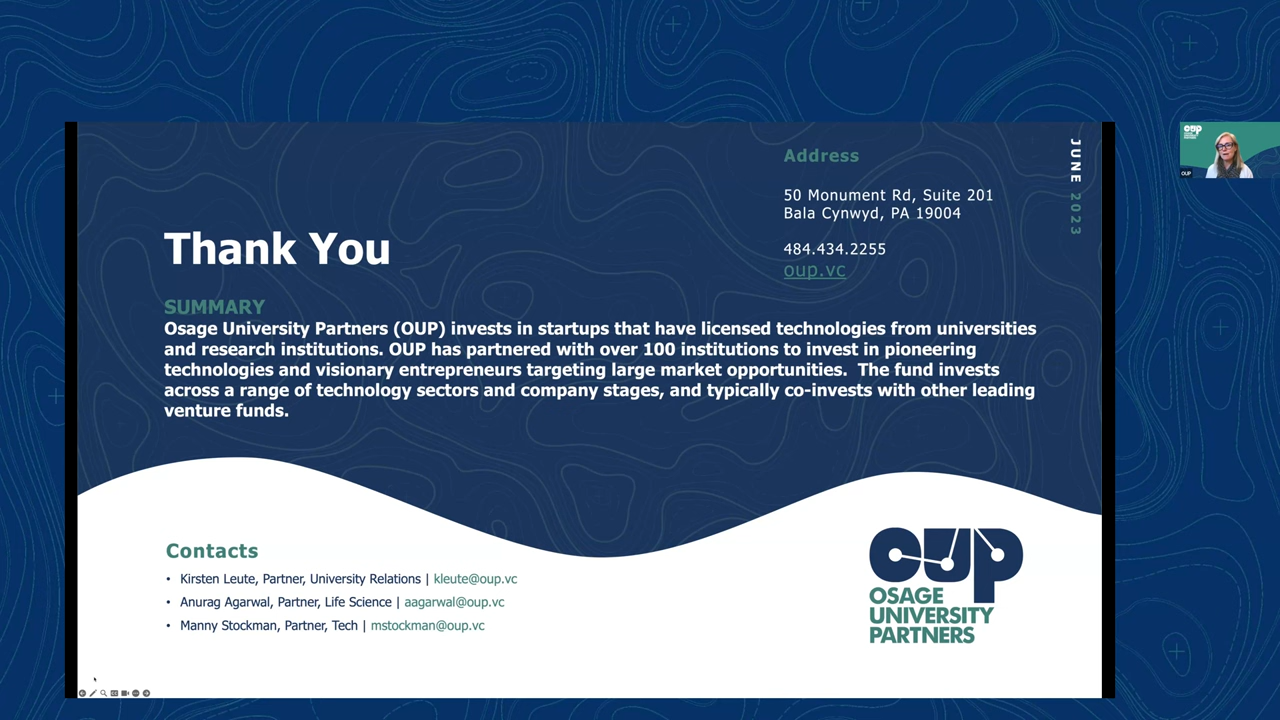 Address
50 Monument Rd, Suite 201
Bala Cynwyd, PA 19004
484.434.2255
oup.vc
JUNE 2023
Thank You
SUMMARY
Osage University Partners (OUP) invests in startups that have licensed technologies from universities
and research institutions. OUP has partnered with over 100 institutions to invest in pioneering
technologies and visionary entrepreneurs targeting large market opportunities.  The fund invests
across a range of technology sectors and company stages, and typically co-invests with other leading
venture funds.
Contacts
• Kirsten Leute, Partner, University Relations | kleute@oup.vc
• Anurag Agarwal, Partner, Life Science | aagarwal@oup.vc
• Manny Stockman, Partner, Tech | mstockman@oup.vc
oup
OSAGE
UNIVERSITY
PARTNERS
oup
OUP